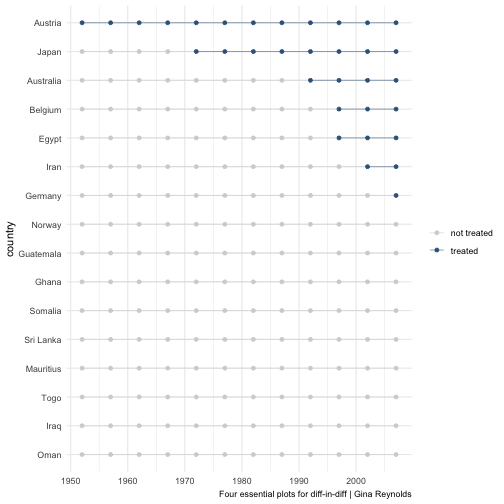 Austria
Japan
Australia
Belgium
Egypt
Iran
Germany
Norway
Guatemala
Ghana
Somalia
Sri Lanka
Mauritius
Togo
Iraq
Oman
country
not treated
treated
1950 1960 1970 1980 1990 2000
Four essential plots for diff-in-diff | Gina Reynolds